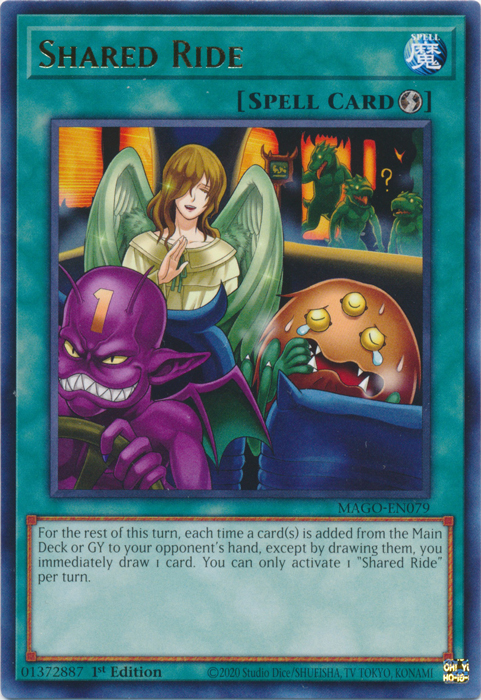 SHARED RIDE
SPELL
魔
[SPELL CARD]
1
?
MAGO-EN079
For the rest of this turn, each time a card(s) is added from the Main
Deck or GY to your opponent's hand, except by drawing them, you
immediately draw 1 card. You can only activate 1 "Shared Ride"
per turn.
01372887 1st Edition ©2020 Studio Dice/SHUEISHA, TV TOKYO, KONAMI